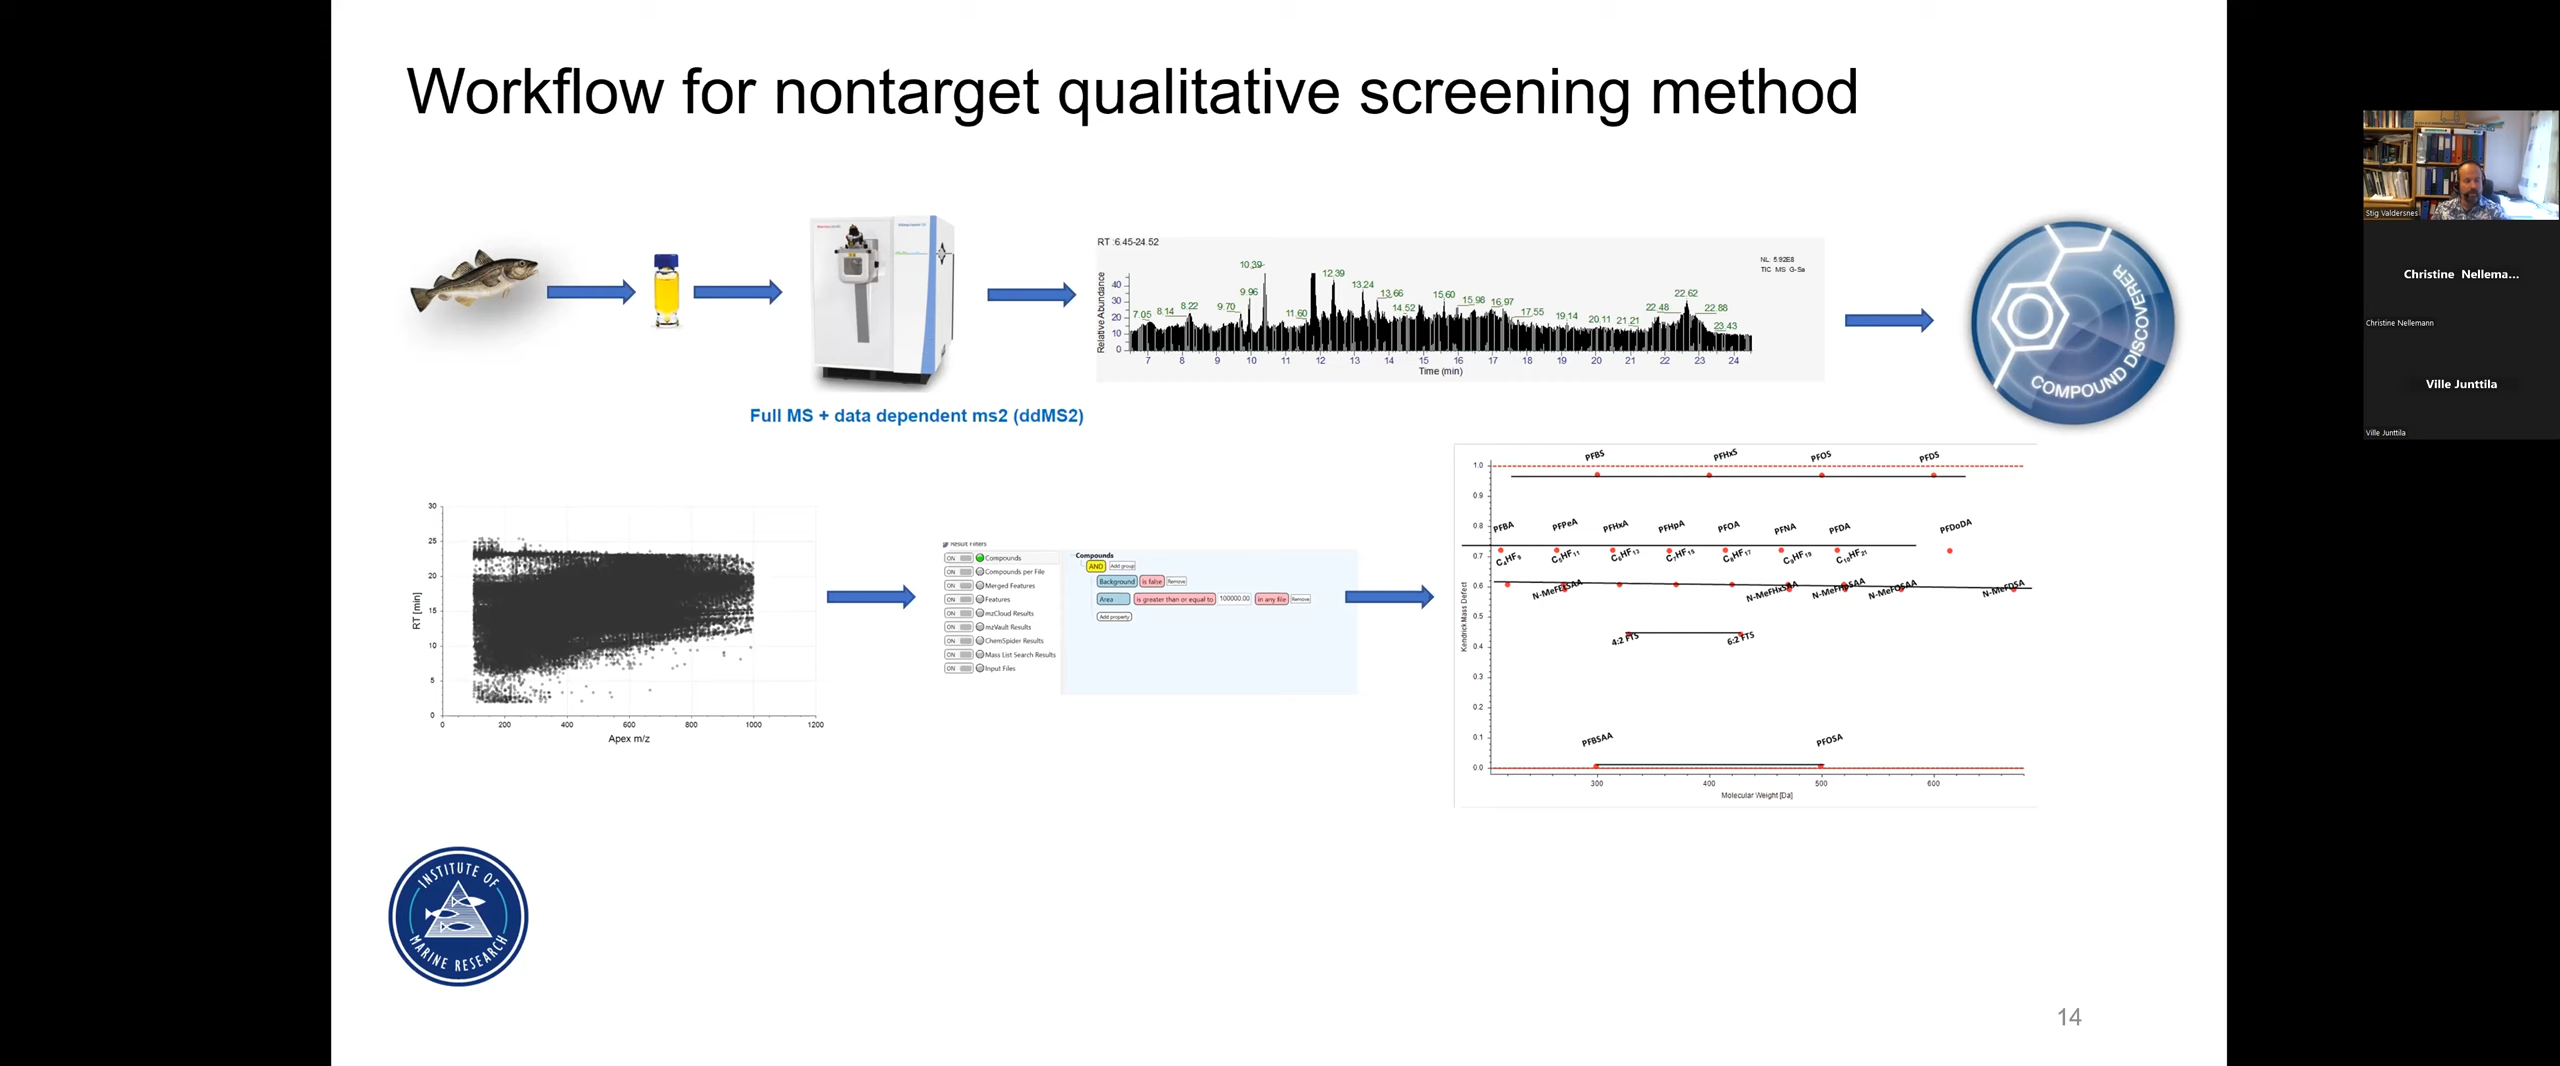 Workflow for nontarget qualitative screening method
Full MS + data dependent ms2 (ddMS2)
RT :6.45-24.52
NL: 5.92E8
TIC MS G-Sa
Relative Abundance
40
30
20
10
0
7.05
8.14
8.22
9.70
9.96
10.39
11.60
12.39
13.24
13.66
14.52
15.60
15.98
16.97
17.55
19.14
20.11
21.21
22.48
22.62
22.88
23.43
7 8 9 10 11 12 13 14 15 16 17 18 19 20 21 22 23 24
Time (min)
COMPOUND DISCOVERER
RT [min]
30
25
20
15
10
5
0
0 200 400 600 800 1000 1200
Apex m/z
Result Filters
ON Compounds
ON Compounds per File
ON Merged Features
ON Features
ON mzCloud Results
ON mzVault Results
ON ChemSpider Results
ON Mass List Search Results
ON Input Files
Compounds
AND Add group
Background is false Remove
Area is greater than or equal to 100000.00 in any file Remove
Add property
Kendrick Mass Defect
1.0
0.9
0.8
0.7
0.6
0.5
0.4
0.3
0.2
0.1
0.0
PFBS PFHxS PFOS PFDS
PFBA PFPeA PFHxA PFHpA PFOA PFNA PFDA PFDoDA
C4HF9 C5HF11 C6HF13 C7HF15 C8HF17 C9HF19 C10HF21
N-MeFHxSAA N-MeFOSAA
4:2 FTS 6:2 FTS
PFBSAA PFOSA
300 400 500 600
Molecular Weight [Da]
INSTITUTE OF
MARINE RESEARCH
14
Stig Valdersnes
Christine Nellema...
Christine Nellemann
Ville Junttila
Ville Junttila